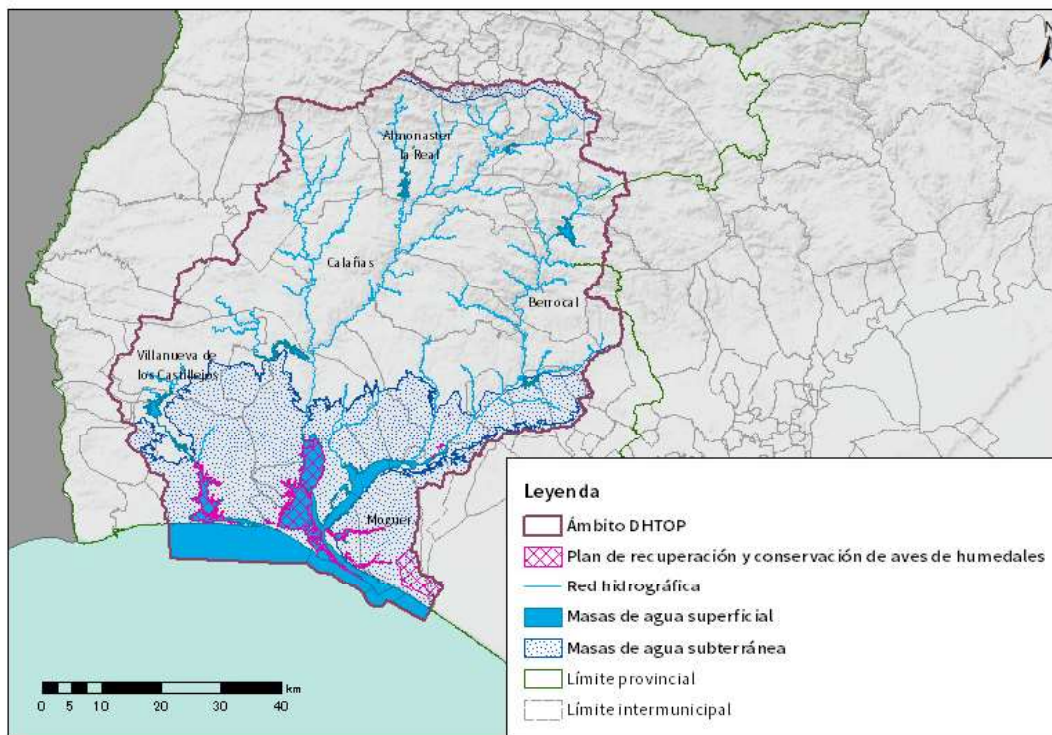 N
Almonaster
la Real
Calañas
Berrocal
Villanueva de
los Castillejos
Moguer
Leyenda
Ámbito DHTOP
Plan de recuperación y conservación de aves de humedales
Red hidrográfica
Masas de agua superficial
Masas de agua subterránea
Límite provincial
Límite intermunicipal
km
0 5 10 20 30 40